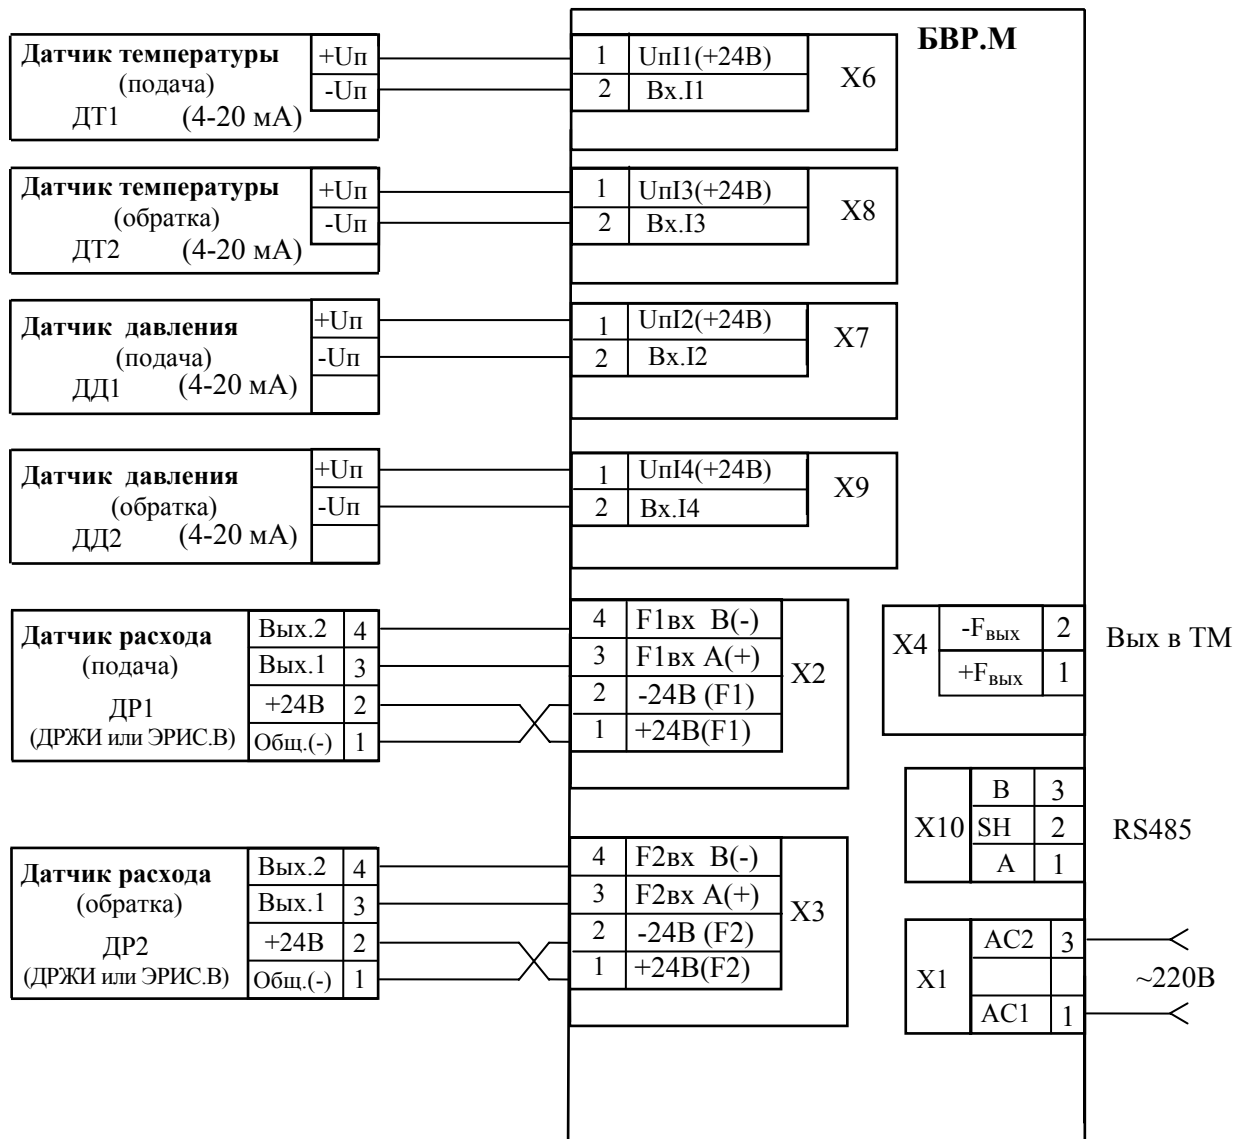 БВР.М
Датчик температуры +Uп 1 UпI1(+24В) X6
(подача) -Uп 2 Вх.I1
ДТ1 (4-20 мА)
Датчик температуры +Uп 1 UпI3(+24В) X8
(обратка) -Uп 2 Вх.I3
ДТ2 (4-20 мА)
Датчик давления +Uп 1 UпI2(+24В) X7
(подача) -Uп 2 Вх.I2
ДД1 (4-20 мА)
Датчик давления +Uп 1 UпI4(+24В) X9
(обратка) -Uп 2 Вх.I4
ДД2 (4-20 мА)
Датчик расхода Вых.2 4 4 F1вх В(-) X2
(подача) Вых.1 3 3 F1вх А(+)
ДР1 +24В 2 2 -24В (F1)
(ДРЖИ или ЭРИС.В) Общ.(-) 1 1 +24В(F1)
X4 -Fвых 2 Вых в ТМ
+Fвых 1
X10 B 3 RS485
SH 2
A 1
Датчик расхода Вых.2 4 4 F2вх В(-) X3
(обратка) Вых.1 3 3 F2вх А(+)
ДР2 +24В 2 2 -24В (F2)
(ДРЖИ или ЭРИС.В) Общ.(-) 1 1 +24В(F2)
X1 AC2 3 ~220В
AC1 1